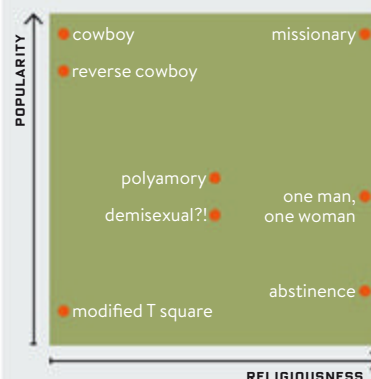 POPULARITY
cowboy
missionary
reverse cowboy
polyamory
one man,
one woman
demisexual?!
abstinence
modified T square
RELIGIOUSNESS